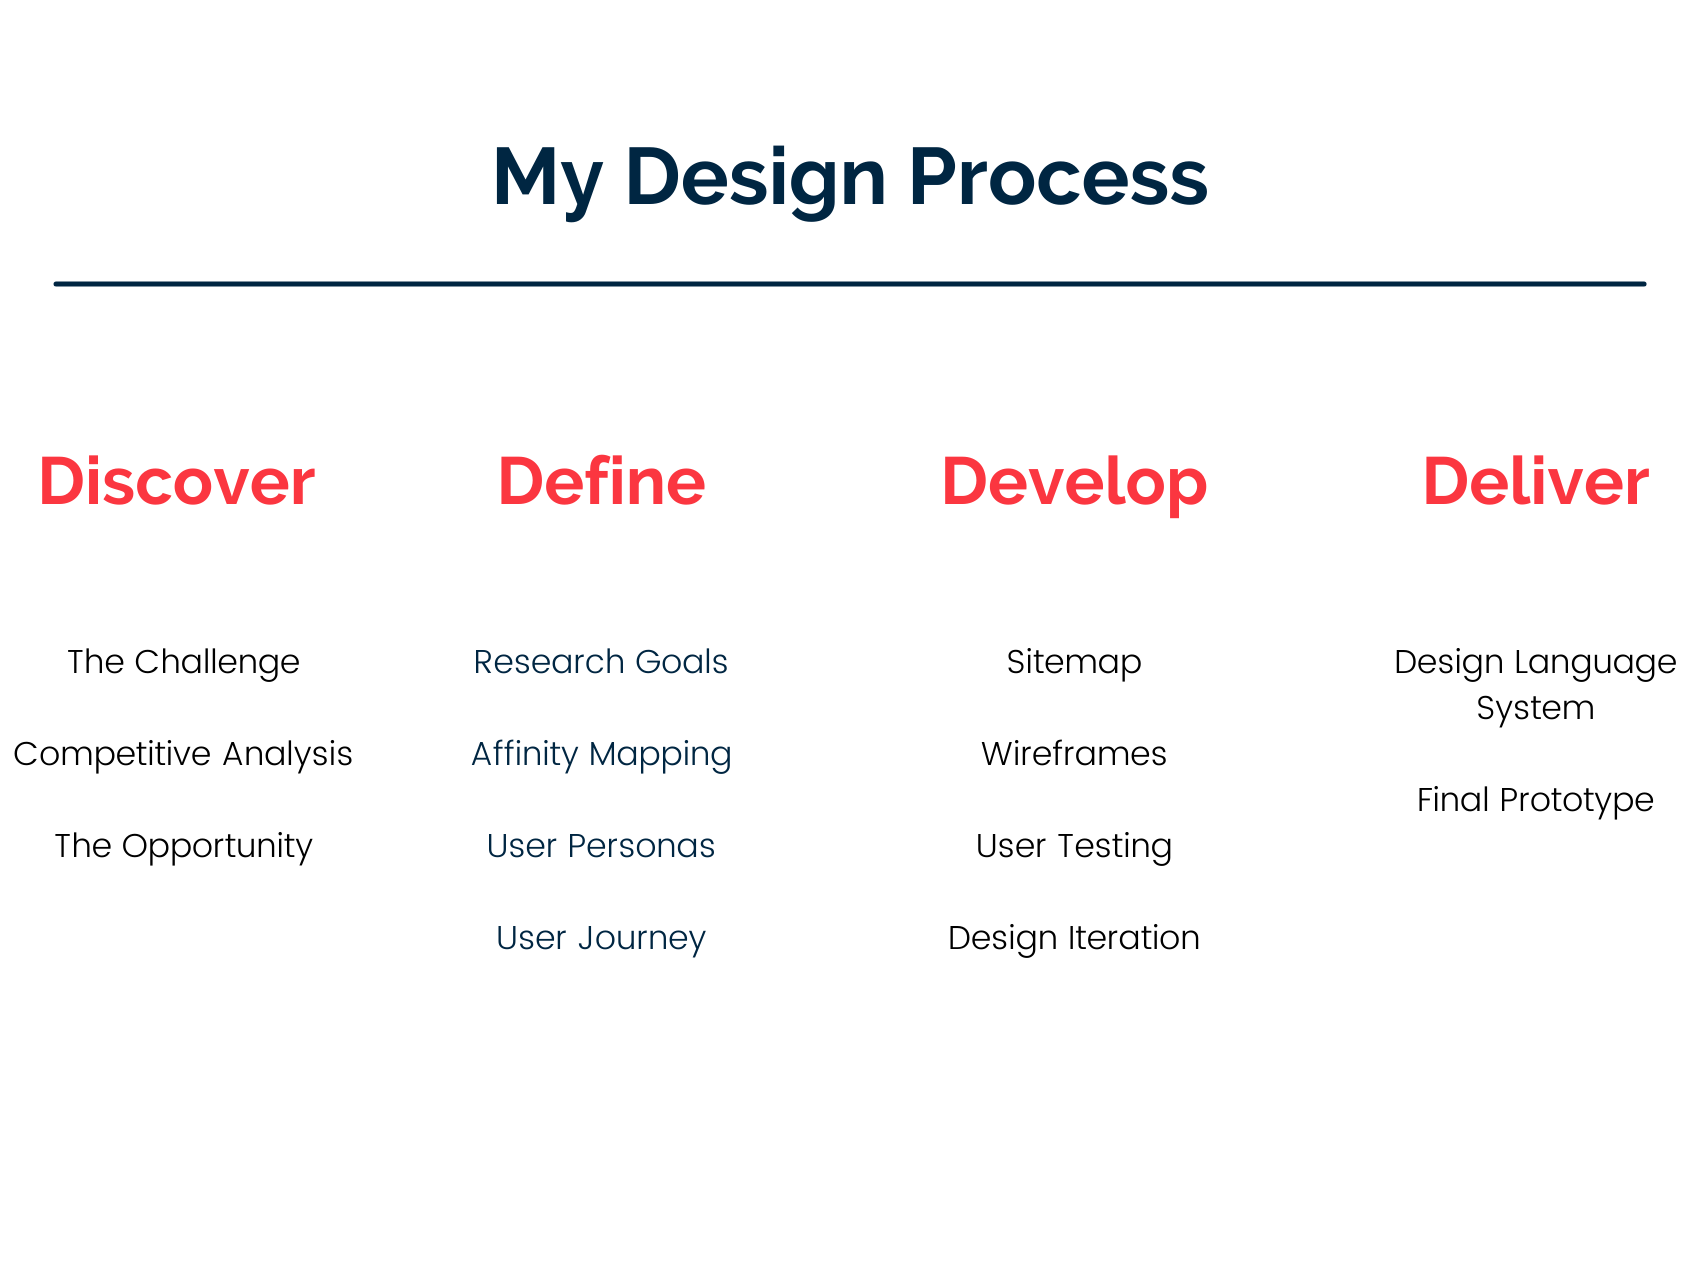 My Design Process
Discover
The Challenge
Competitive Analysis
The Opportunity
Define
Research Goals
Affinity Mapping
User Personas
User Journey
Develop
Sitemap
Wireframes
User Testing
Design Iteration
Deliver
Design Language
System
Final Prototype